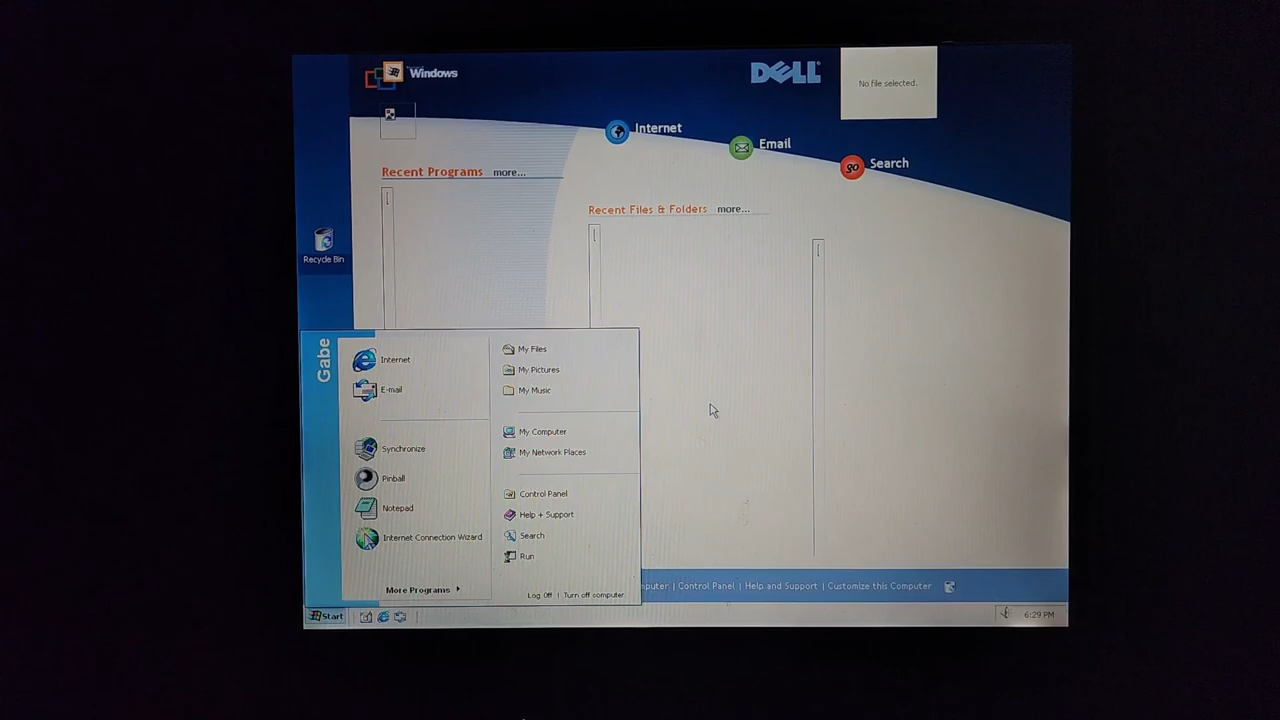 Windows
DELL
No file selected.
Internet
Email
Search
Recent Programs more...
Recent Files & Folders more...
Recycle Bin
Gabe
Internet
E-mail
Synchronize
Pinball
Notepad
Internet Connection Wizard
More Programs
My Files
My Pictures
My Music
My Computer
My Network Places
Control Panel
Help + Support
Search
Run
Log Off Turn off computer
| Control Panel | Help and Support | Customize this Computer
Start
6:29 PM